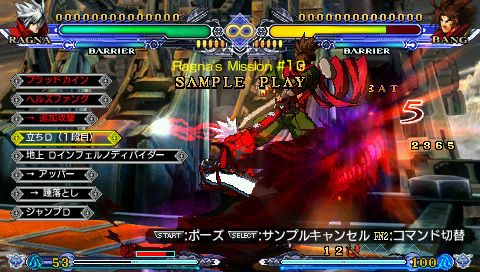 RAGNA
BANG
BARRIER
BARRIER
Ragna's Mission #10
SAMPLE PLAY
EAT
5
2365
ブラッドカイン
ヘルズファング
→ 追加攻撃
立ちD(1段目)
地上 Dインフェルノディバイダー
→ アッパー
→ 踵落とし
ジャンプD
START:ポーズ SELECT:サンプルキャンセル
:コマンド切替
12
53
100